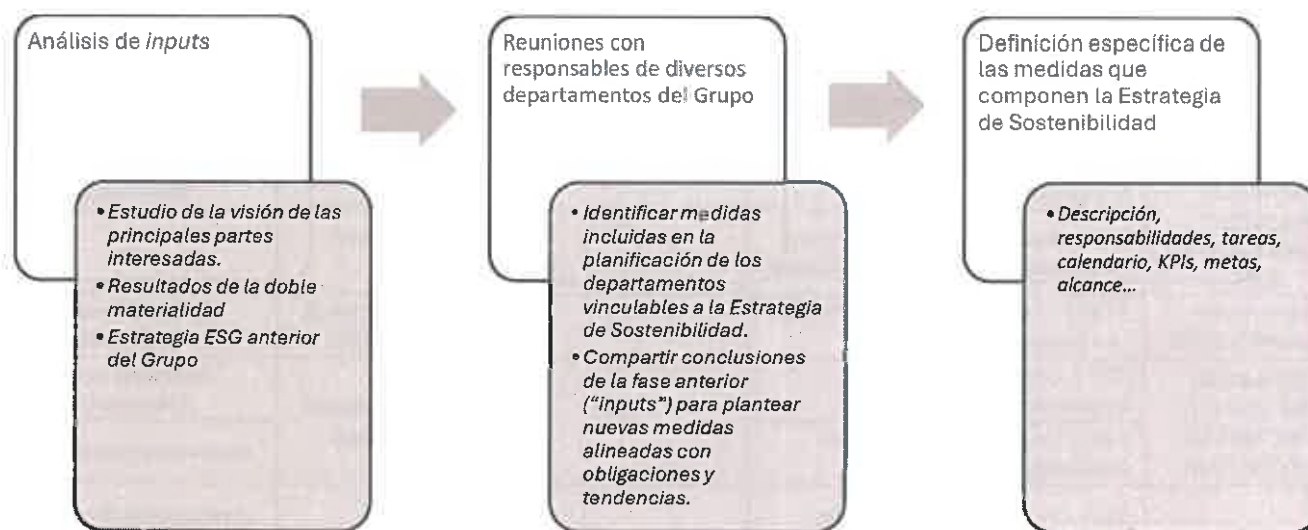 Análisis de inputs
• Estudio de la visión de las
principales partes
interesadas.
• Resultados de la doble
materialidad
• Estrategia ESG anterior
del Grupo
Reuniones con
responsables de diversos
departamentos del Grupo
• Identificar medidas
incluidas en la
planificación de los
departamentos
vinculables a la Estrategia
de Sostenibilidad.
• Compartir conclusiones
de la fase anterior
("inputs") para plantear
nuevas medidas
alineadas con
obligaciones y
tendencias.
Definición específica de
las medidas que
componen la Estrategia
de Sostenibilidad
• Descripción,
responsabilidades, tareas,
calendario, KPIs, metas,
alcance...